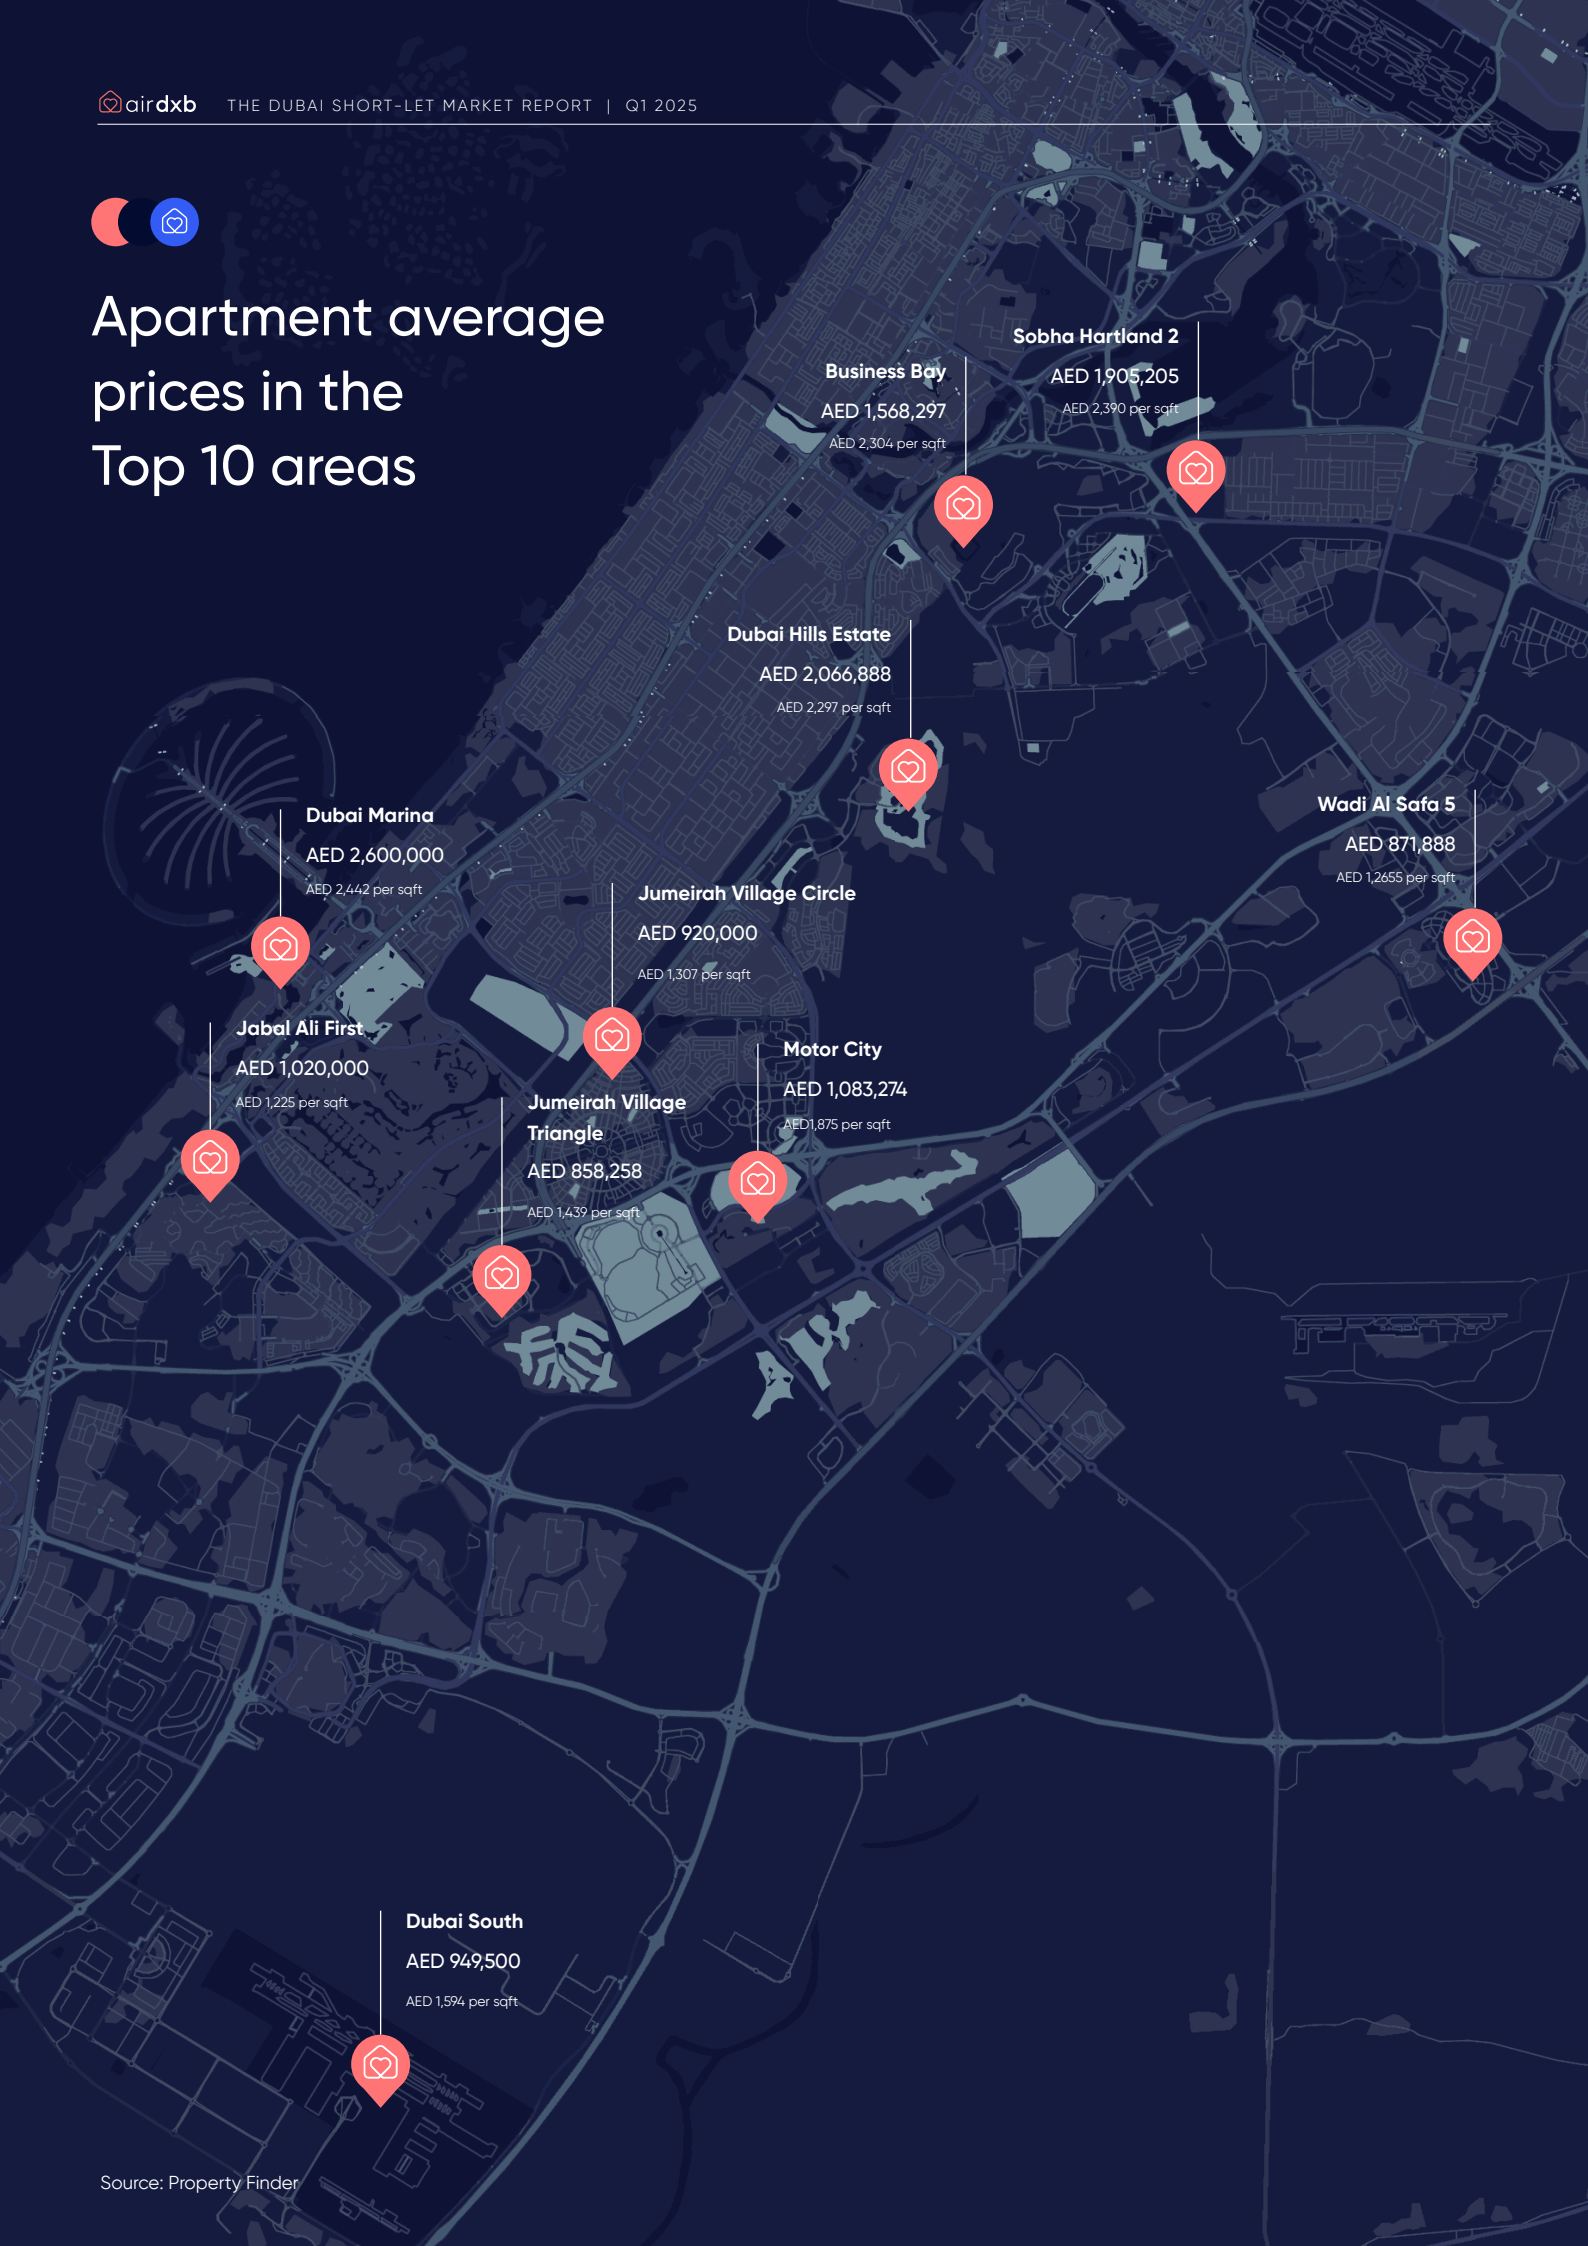 airdxb THE DUBAI SHORT-LET MARKET REPORT | Q1 2025
Apartment average
prices in the
Top 10 areas
Sobha Hartland 2
AED 1,905,205
AED 2,390 per sqft
Business Bay
AED 1,568,297
AED 2,304 per sqft
Dubai Hills Estate
AED 2,066,888
AED 2,297 per sqft
Dubai Marina
AED 2,600,000
AED 2,442 per sqft
Wadi Al Safa 5
AED 871,888
AED 1,2655 per sqft
Jumeirah Village Circle
AED 920,000
AED 1,307 per sqft
Jabal Ali First
AED 1,020,000
AED 1,225 per sqft
Motor City
AED 1,083,274
AED1,875 per sqft
Jumeirah Village
Triangle
AED 858,258
AED 1,439 per sqft
Dubai South
AED 949,500
AED 1,594 per sqft
Source: Property Finder